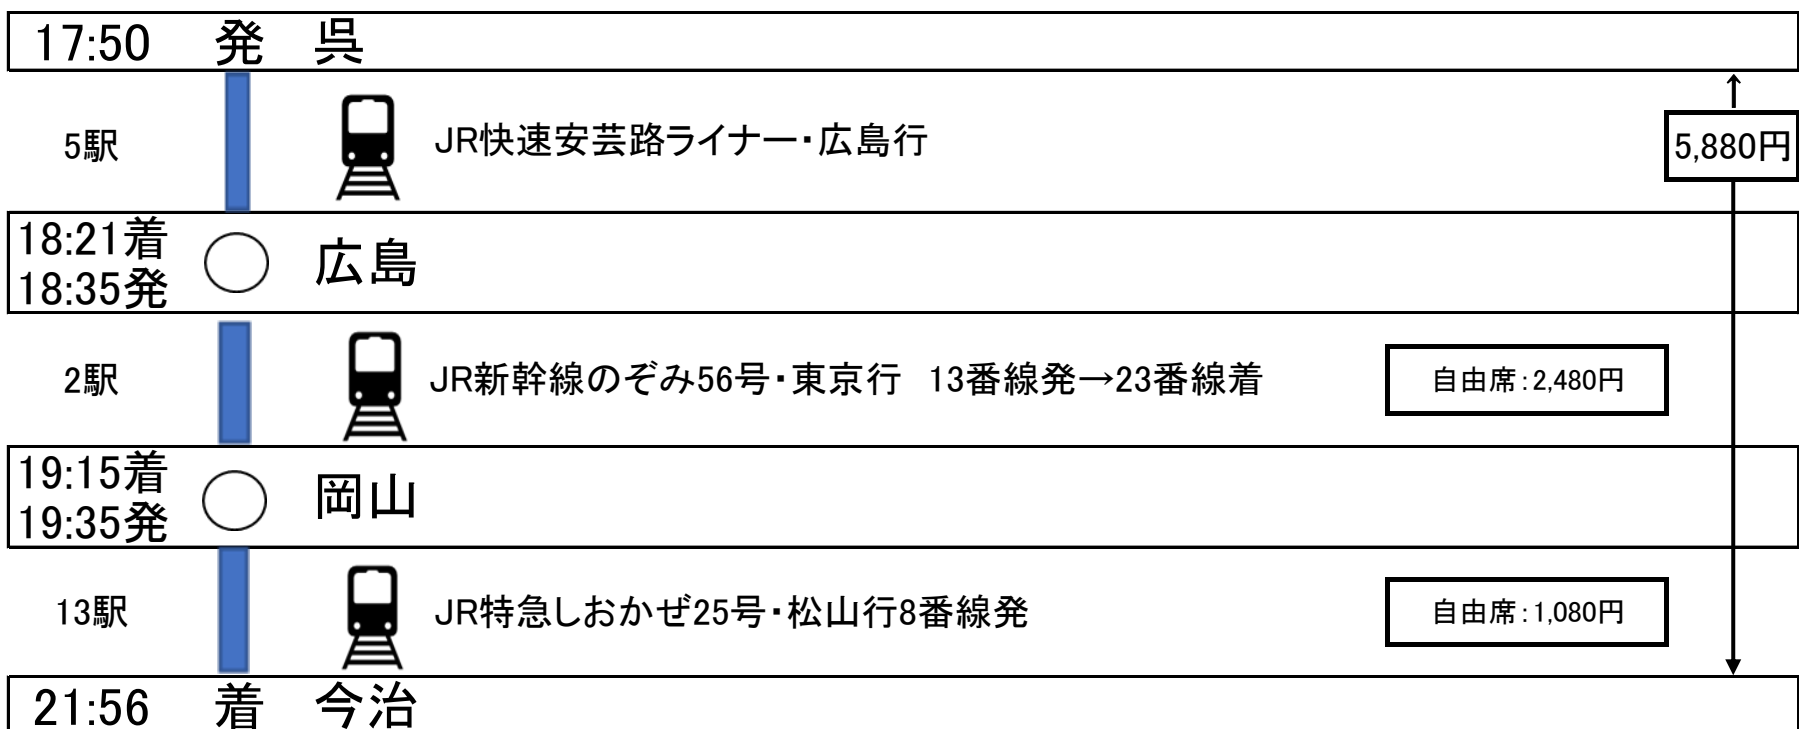 17:50 発 呉
5駅 JR快速安芸路ライナー・広島行
5,880円
18:21着
18:35発
広島
2駅 JR新幹線のぞみ56号・東京行 13番線発→23番線着 自由席:2,480円
19:15着
19:35発
岡山
13駅 JR特急しおかぜ25号・松山行8番線発 自由席:1,080円
21:56 着 今治